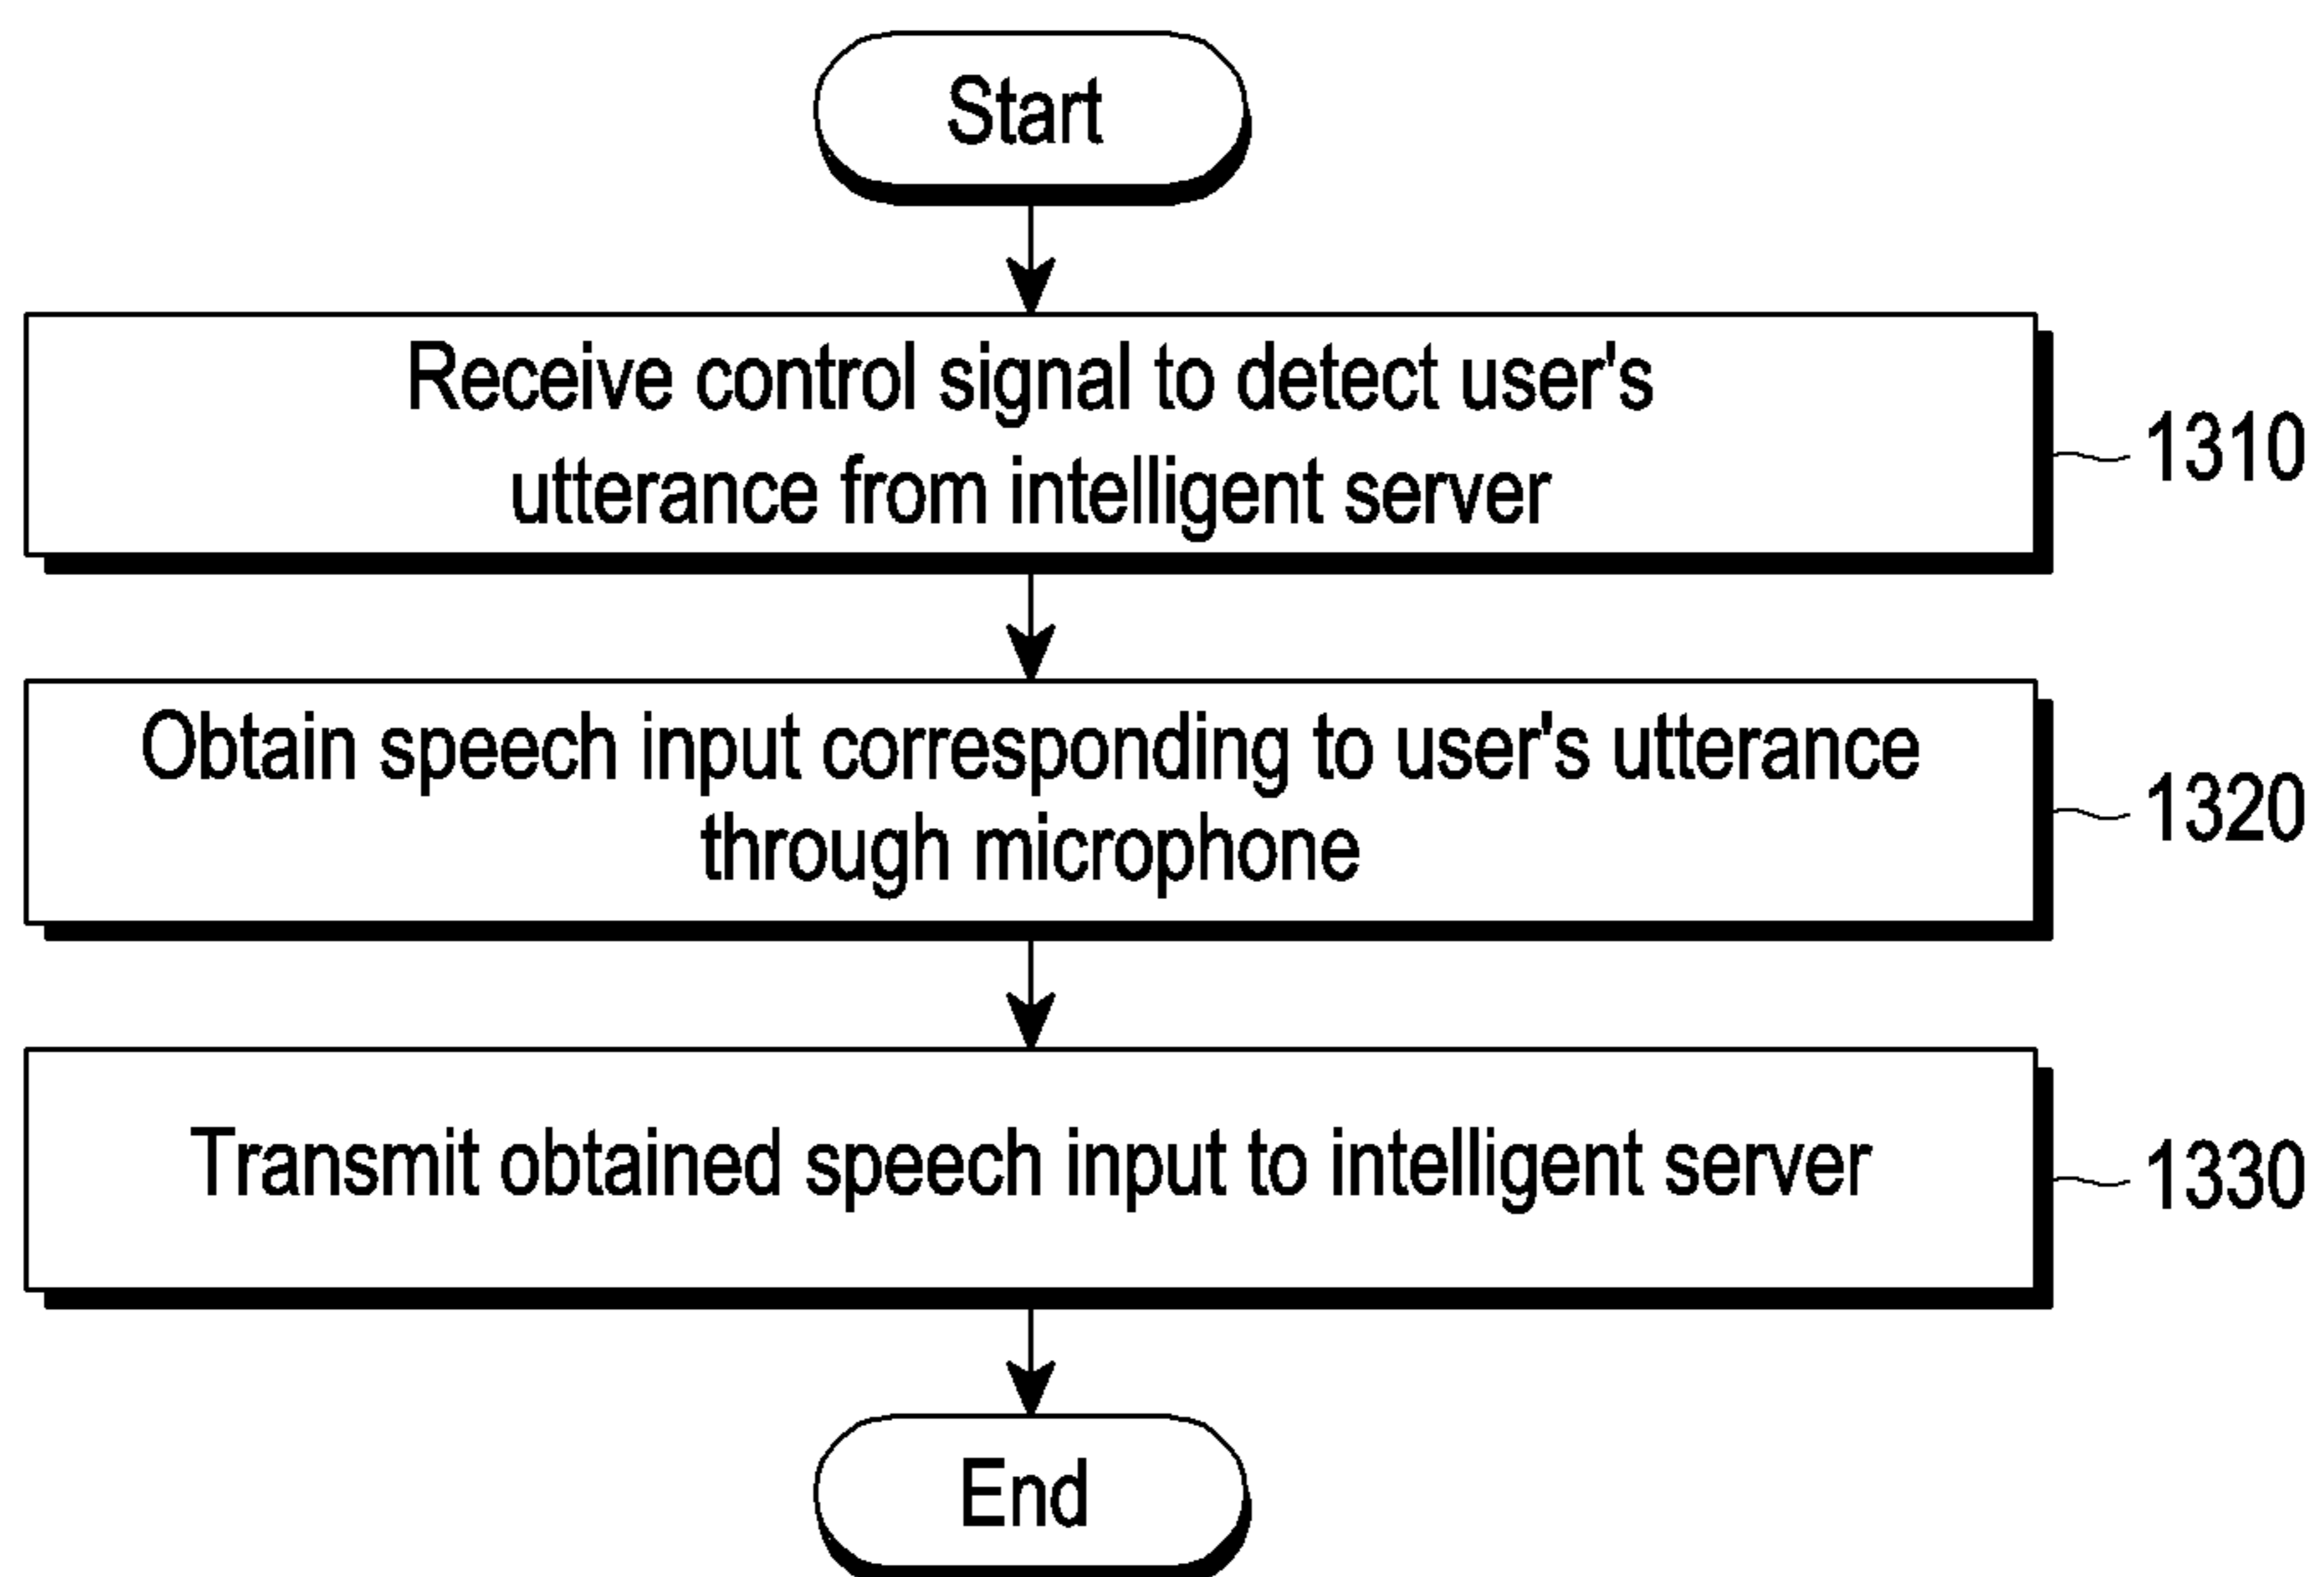 Start
Receive control signal to detect user's
utterance from intelligent server
1310
Obtain speech input corresponding to user's utterance
through microphone
1320
Transmit obtained speech input to intelligent server
1330
End